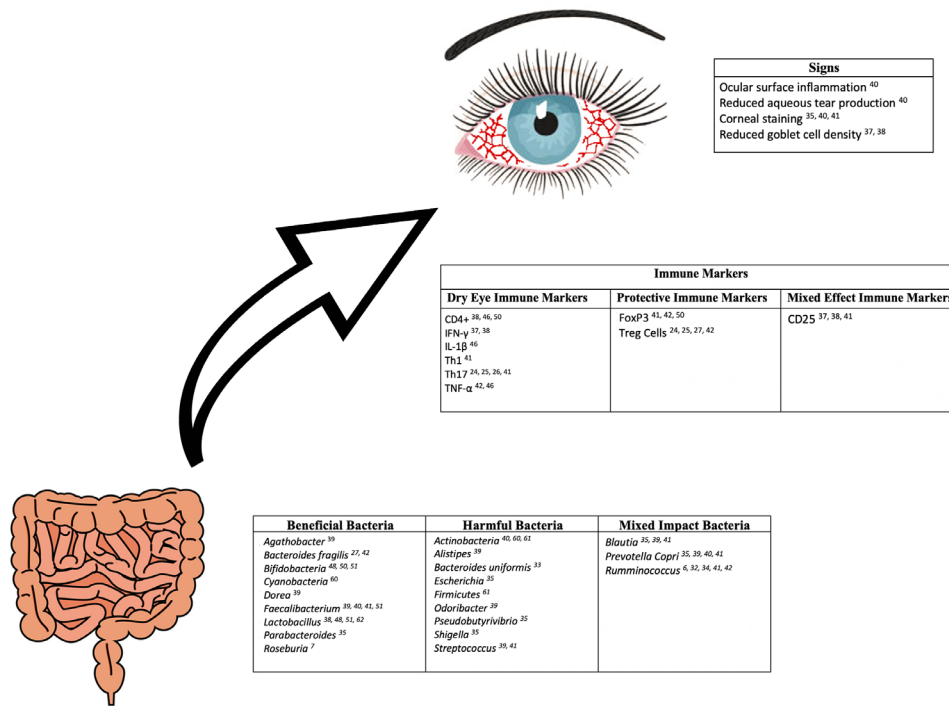 Signs
Ocular surface inflammation 40
Reduced aqueous tear production 40
Corneal staining 35, 40, 41
Reduced goblet cell density 37, 38
Immune Markers
Dry Eye Immune Markers
CD4+ 38, 46, 50
IFN-γ 37, 38
IL-1β 46
Th1 41
Th17 24, 25, 26, 41
TNF-α 42, 46
Protective Immune Markers
FoxP3 41, 42, 50
Treg Cells 24, 25, 27, 42
Mixed Effect Immune Markers
CD25 37, 38, 41
Beneficial Bacteria
Agathobacter 39
Bacteroides fragilis 27, 42
Bifidobacteria 48, 50, 51
Cyanobacteria 60
Dorea 39
Faecalibacterium 39, 40, 41, 51
Lactobacillus 38, 48, 51, 62
Parabacteroides 35
Roseburia 7
Harmful Bacteria
Actinobacteria 40, 60, 61
Alistipes 39
Bacteroides uniformis 33
Escherichia 35
Firmicutes 61
Odoribacter 39
Pseudobutyrivibrio 35
Shigella 35
Streptococcus 39, 41
Mixed Impact Bacteria
Blautia 35, 39, 41
Prevotella Copri 35, 39, 40, 41
Rumminococcus 6, 32, 34, 41, 42